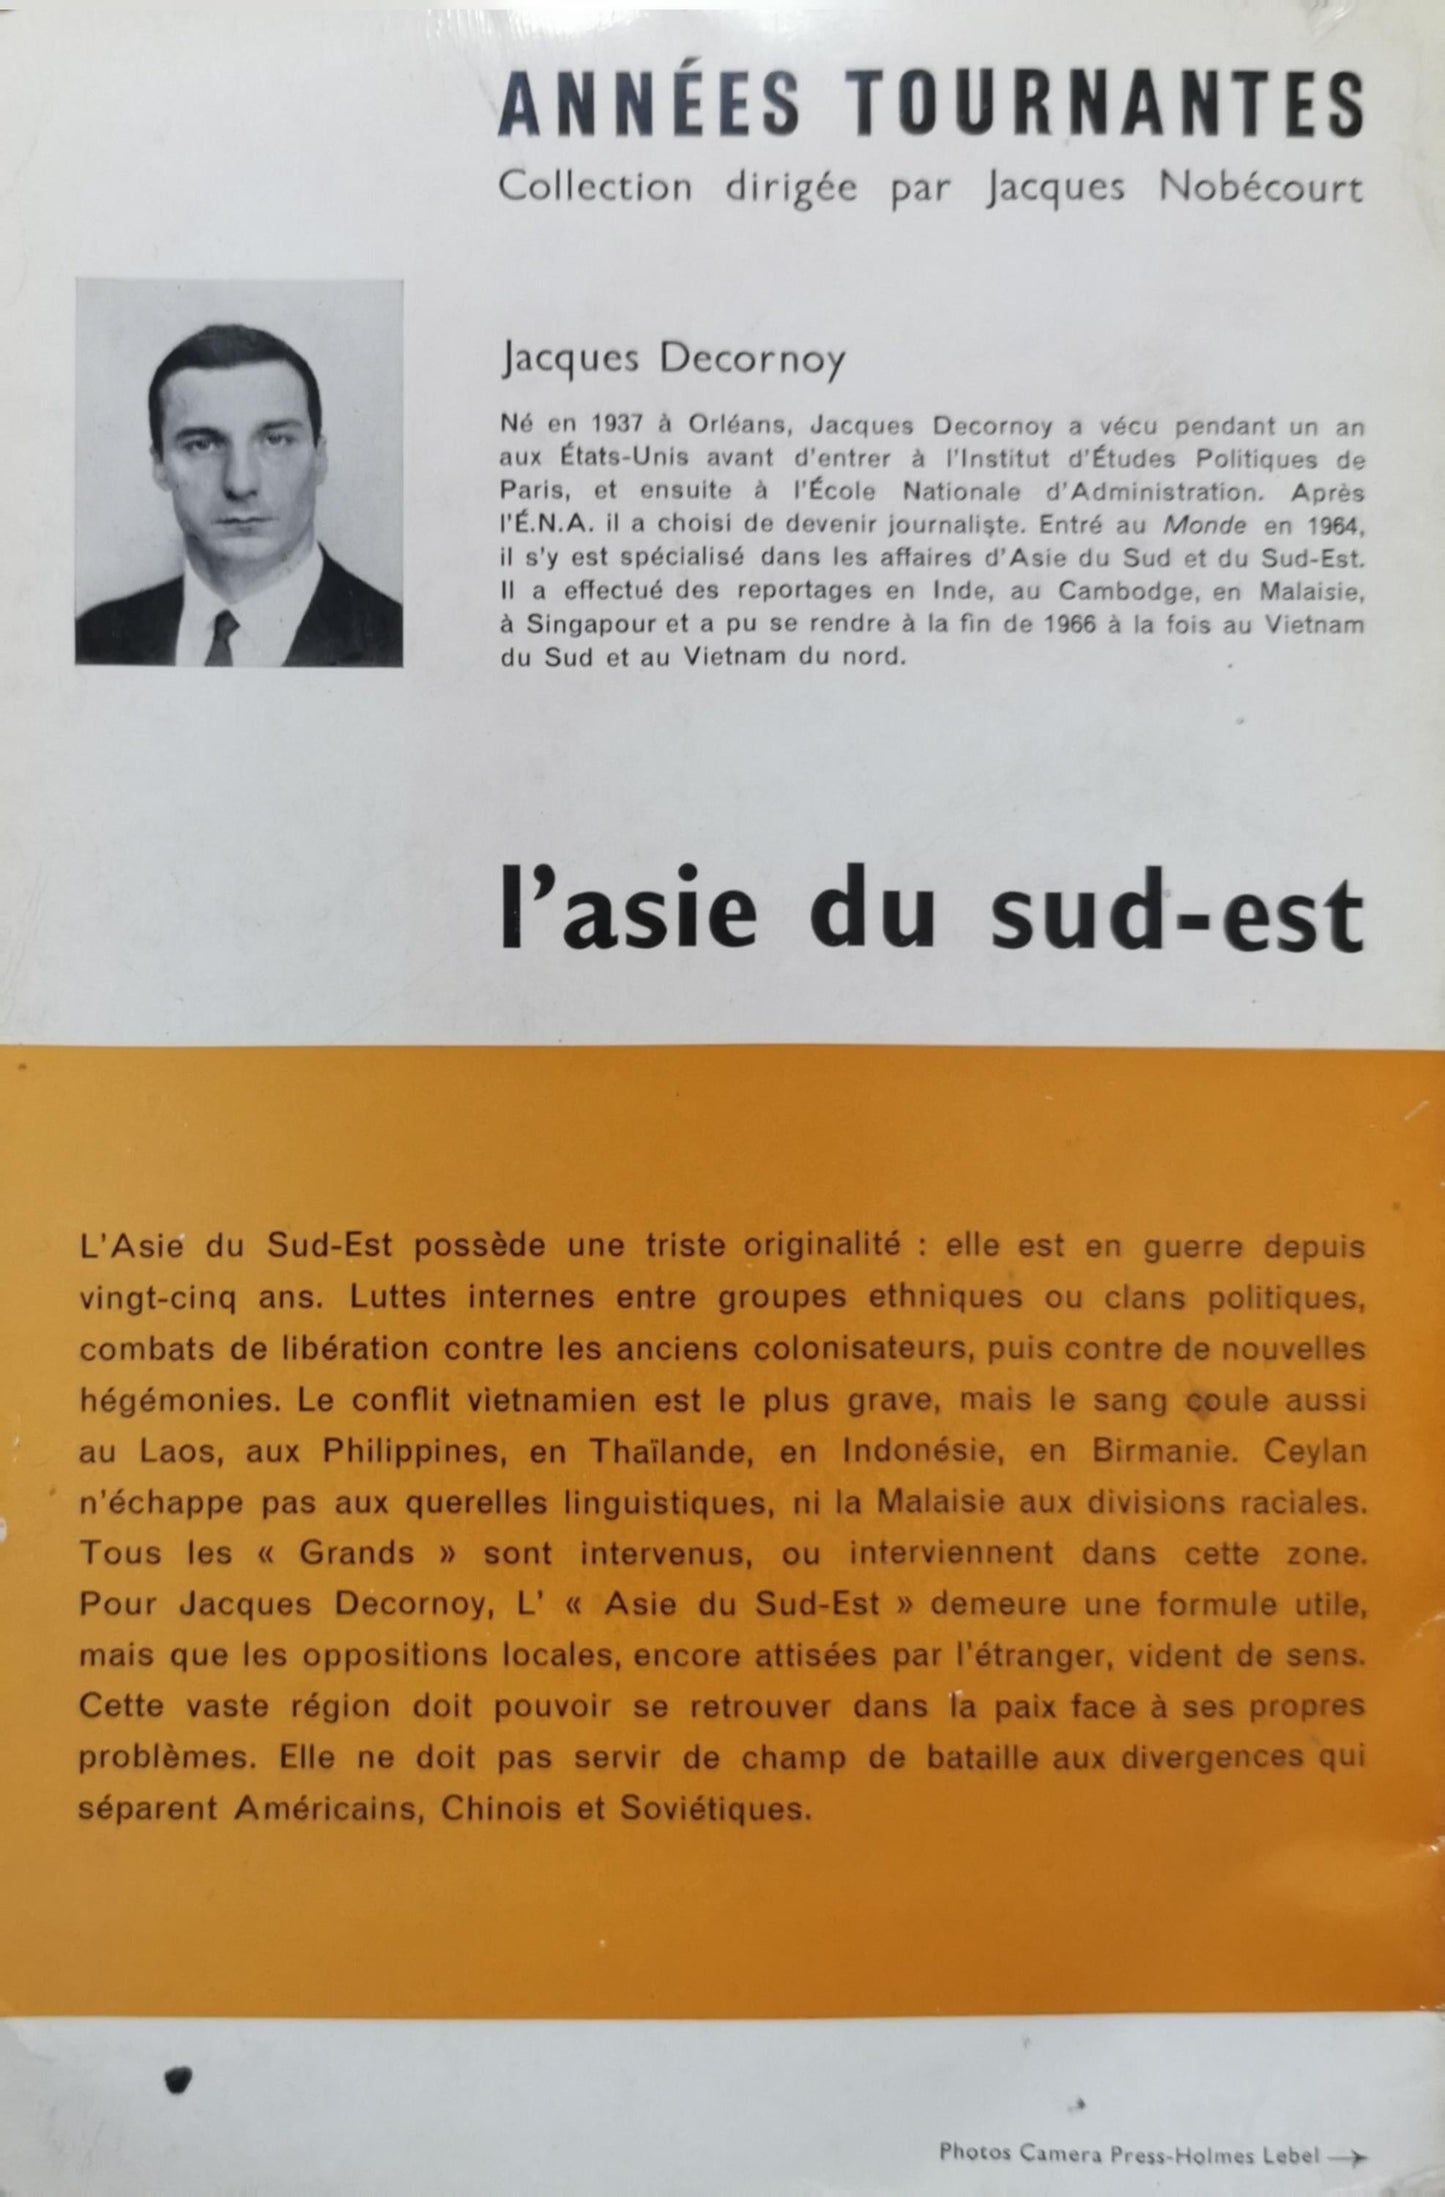 ANNÉES TOURNANTES
Collection dirigée par Jacques Nobécourt
Jacques Decornoy
Né en 1937 à Orléans, Jacques Decornoy a vécu pendant un an
aux États-Unis avant d'entrer à l'Institut d'Études Politiques de
Paris, et ensuite à l'École Nationale d'Administration. Après
l'É.N.A. il a choisi de devenir journaliste. Entré au Monde en 1964,
il s'y est spécialisé dans les affaires d'Asie du Sud et du Sud-Est.
Il a effectué des reportages en Inde, au Cambodge, en Malaisie,
à Singapour et a pu se rendre à la fin de 1966 à la fois au Vietnam
du Sud et au Vietnam du nord.
l'asie du sud-est
L'Asie du Sud-Est possède une triste originalité : elle est en guerre depuis
vingt-cinq ans. Luttes internes entre groupes ethniques ou clans politiques,
combats de libération contre les anciens colonisateurs, puis contre de nouvelles
hégémonies. Le conflit vietnamien est le plus grave, mais le sang coule aussi
au Laos, aux Philippines, en Thaïlande, en Indonésie, en Birmanie. Ceylan
n'échappe pas aux querelles linguistiques, ni la Malaisie aux divisions raciales.
Tous les « Grands » sont intervenus, ou interviennent dans cette zone.
Pour Jacques Decornoy, L' « Asie du Sud-Est » demeure une formule utile,
mais que les oppositions locales, encore attisées par l'étranger, vident de sens.
Cette vaste région doit pouvoir se retrouver dans la paix face à ses propres
problèmes. Elle ne doit pas servir de champ de bataille aux divergences qui
séparent Américains, Chinois et Soviétiques.
Photos Camera Press-Holmes Lebel →